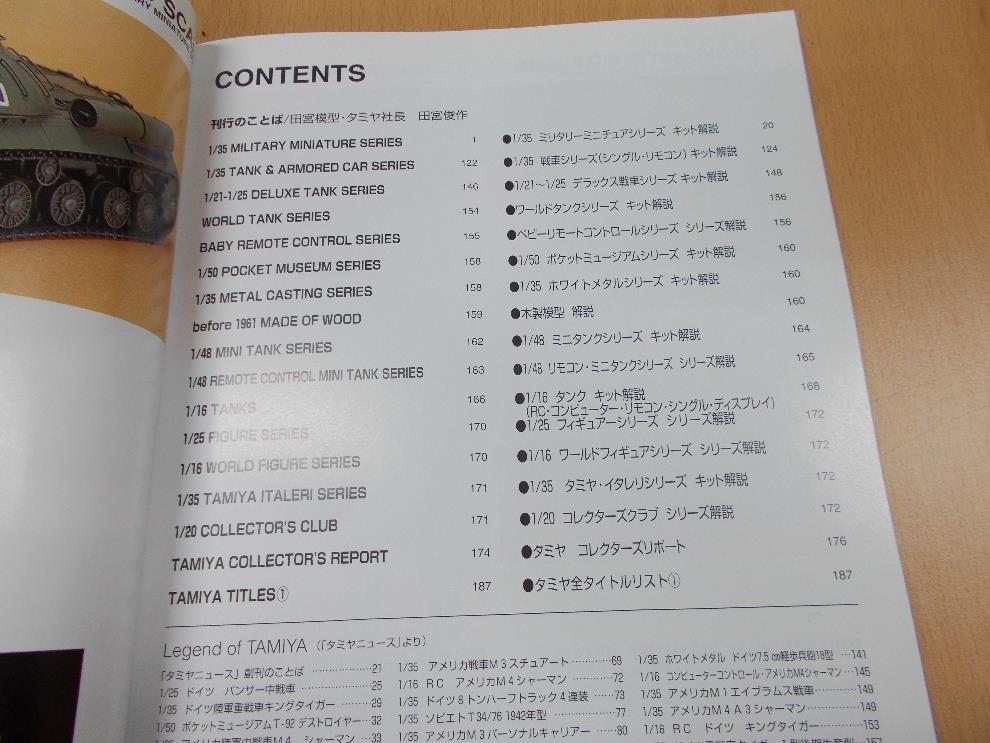 SCA
RY MINIATURE
CONTENTS
刊行のことば/田宮模型・タミヤ社長 田宮俊作
1/35 MILITARY MINIATURE SERIES 1 ●1/35 ミリタリーミニチュアシリーズ キット解説 20
1/35 TANK & ARMORED CAR SERIES 122 ●1/35 戦車シリーズ(シングル・リモコン) キット解説 124
1/21-1/25 DELUXE TANK SERIES 146 ●1/21〜1/25 デラックス戦車シリーズ キット解説 148
WORLD TANK SERIES 154 ●ワールドタンクシリーズ キット解説 156
BABY REMOTE CONTROL SERIES 155 ●ベビーリモートコントロールシリーズ シリーズ解説 156
1/50 POCKET MUSEUM SERIES 158 ●1/50 ポケットミュージアムシリーズ キット解説 160
1/35 METAL CASTING SERIES 158 ●1/35 ホワイトメタルシリーズ キット解説 160
before 1961 MADE OF WOOD 159 ●木製模型 解説 160
1/48 MINI TANK SERIES 162 ●1/48 ミニタンクシリーズ キット解説 164
1/48 REMOTE CONTROL MINI TANK SERIES 163 ●1/48 リモコン・ミニタンクシリーズ シリーズ解説 165
1/16 TANKS 166 ●1/16 タンク キット解説 168
(RC・コンピューター・リモコン・シングル・ディスプレイ)
1/25 FIGURE SERIES 170 ●1/25 フィギュアーシリーズ シリーズ解説 172
1/16 WORLD FIGURE SERIES 170 ●1/16 ワールドフィギュアシリーズ シリーズ解説 172
1/35 TAMIYA ITALERI SERIES 171 ●1/35 タミヤ・イタレリシリーズ キット解説 172
1/20 COLLECTOR'S CLUB 171 ●1/20 コレクターズクラブ シリーズ解説 172
TAMIYA COLLECTOR'S REPORT 174 ●タミヤ コレクターズリポート 176
TAMIYA TITLES① 187 ●タミヤ全タイトルリスト① 187
Legend of TAMIYA (「タミヤニュース」より)
「タミヤニュース」創刊のことば ………………21
1/25 ドイツ パンサー中戦車 ………………25
1/35 ドイツ陸軍重戦車キングタイガー ………29
1/50 ポケットミュージアムT-92 デストロイヤー…32
1/35 アメリカ陸軍中戦車M4 シャーマン ……33
1/35 アメリカ戦車M3スチュアート …………69
1/16 RC アメリカM4シャーマン …………72
1/35 ドイツ8トンハーフトラック4連装 ……73
1/35 ソビエトT34/76 1942年型 …………77
1/35 アメリカM3パーソナルキャリアー ……80
1/35 ホワイトメタル ドイツ7.5cm軽歩兵砲18型 …141
1/16 コンピューターコントロール・アメリカM4シャーマン …145
1/35 アメリカM1エイブラムス戦車…………149
1/35 アメリカM4A3シャーマン …………149
1/16 RC ドイツ キングタイガー…………153